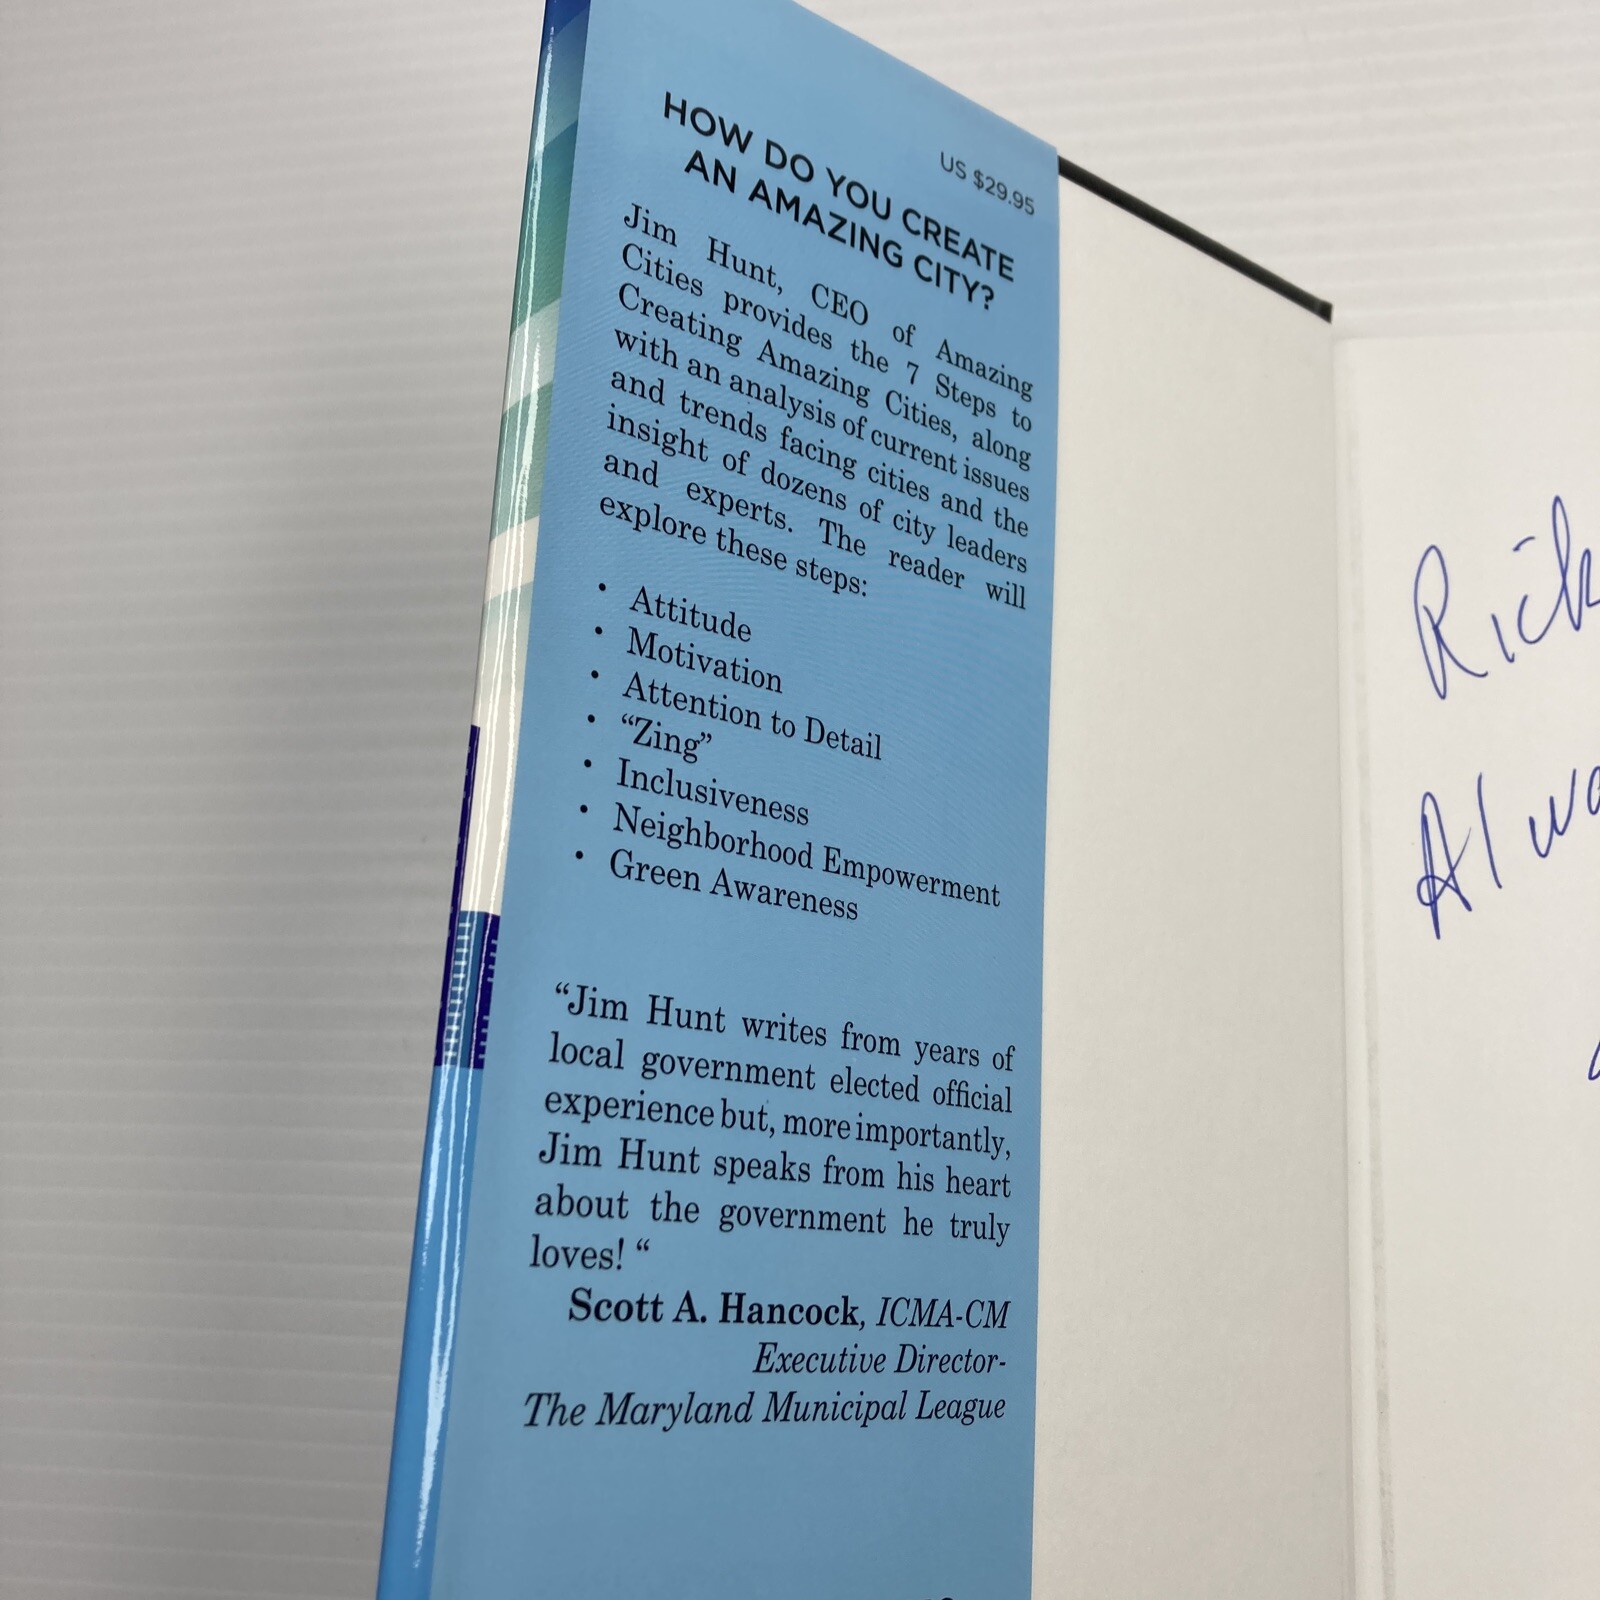 US $29.95
HOW DO YOU CREATE
AN AMAZING CITY?
Jim Hunt, CEO of Amazing
Cities provides the 7 Steps to
Creating Amazing Cities, along
with an analysis of current issues
and trends facing cities and the
insight of dozens of city leaders
and experts. The reader will
explore these steps:
• Attitude
• Motivation
• Attention to Detail
• “Zing”
• Inclusiveness
• Neighborhood Empowerment
• Green Awareness
“Jim Hunt writes from years of
local government elected official
experience but, more importantly,
Jim Hunt speaks from his heart
about the government he truly
loves! “
Scott A. Hancock, ICMA-CM
Executive Director-
The Maryland Municipal League
Rick